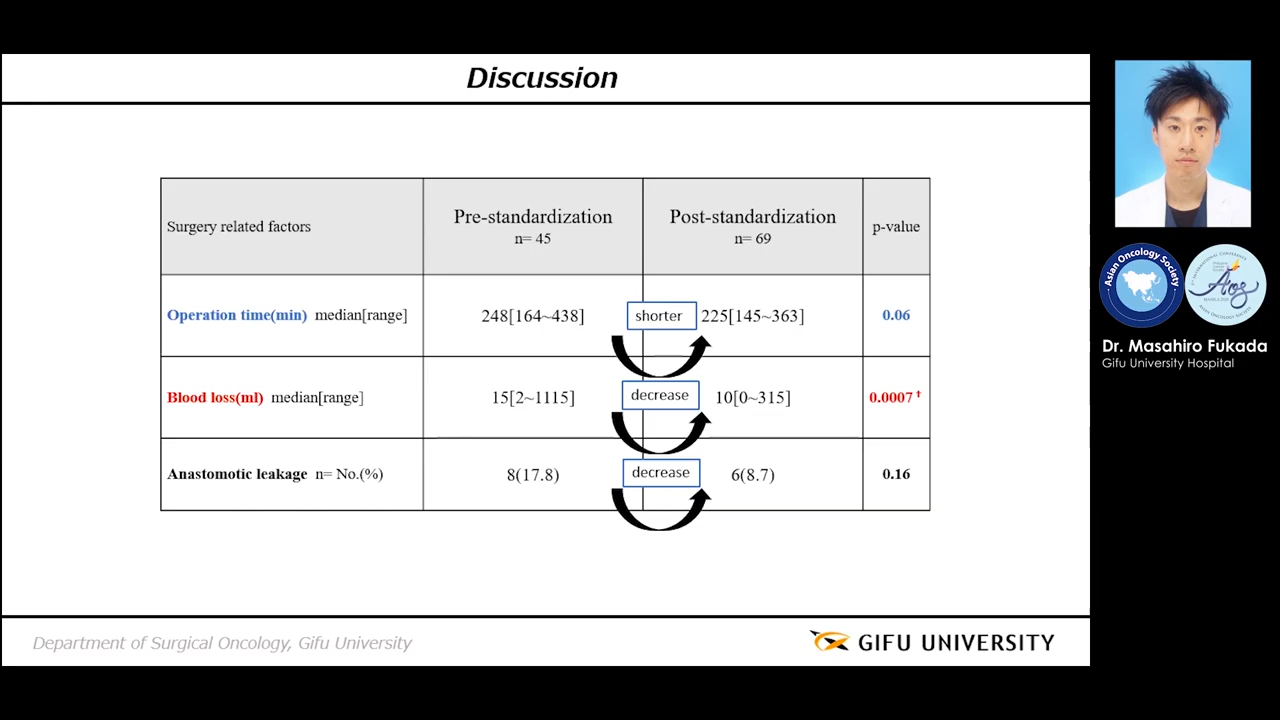 Discussion
Surgery related factors
Pre-standardization
n= 45
Post-standardization
n= 69
p-value
Operation time(min) median[range]
248[164~438]
shorter
225[145~363]
0.06
Blood loss(ml) median[range]
15[2~1115]
decrease
10[0~315]
0.0007†
Anastomotic leakage n= No.(%)
8(17.8)
decrease
6(8.7)
0.16
Department of Surgical Oncology, Gifu University
GIFU UNIVERSITY
Asian Oncology Society
Dr. Masahiro Fukada
Gifu University Hospital